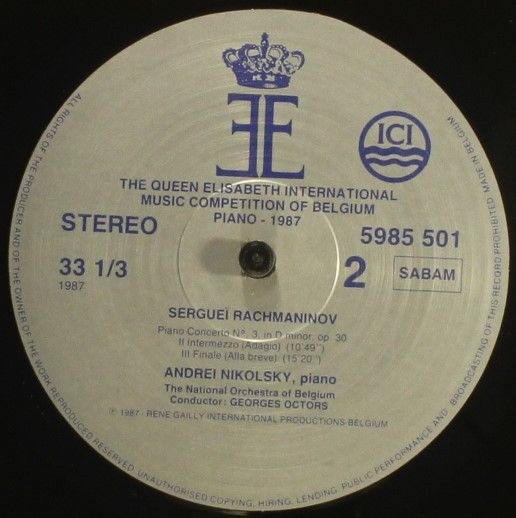 ƎE
ICI
THE QUEEN ELISABETH INTERNATIONAL
MUSIC COMPETITION OF BELGIUM
PIANO - 1987
STEREO
5985 501
33 1/3
2
SABAM
1987
SERGUEÏ RACHMANINOV
Piano Concerto N°. 3, in D minor, op. 30
II Intermezzo (Adagio) (10'49")
III Finale (Alla breve) (15'20")
ANDREI NIKOLSKY, piano
The National Orchestra of Belgium
Conductor: GEORGES OCTORS
℗ 1987 - RENE GAILLY INTERNATIONAL PRODUCTIONS-BELGIUM
ALL RIGHTS OF THE PRODUCER AND OF THE OWNER OF THE WORK REPRODUCED RESERVED. UNAUTHORISED COPYING, HIRING, LENDING, PUBLIC PERFORMANCE AND BROADCASTING OF THIS RECORD PROHIBITED. MADE IN BELGIUM